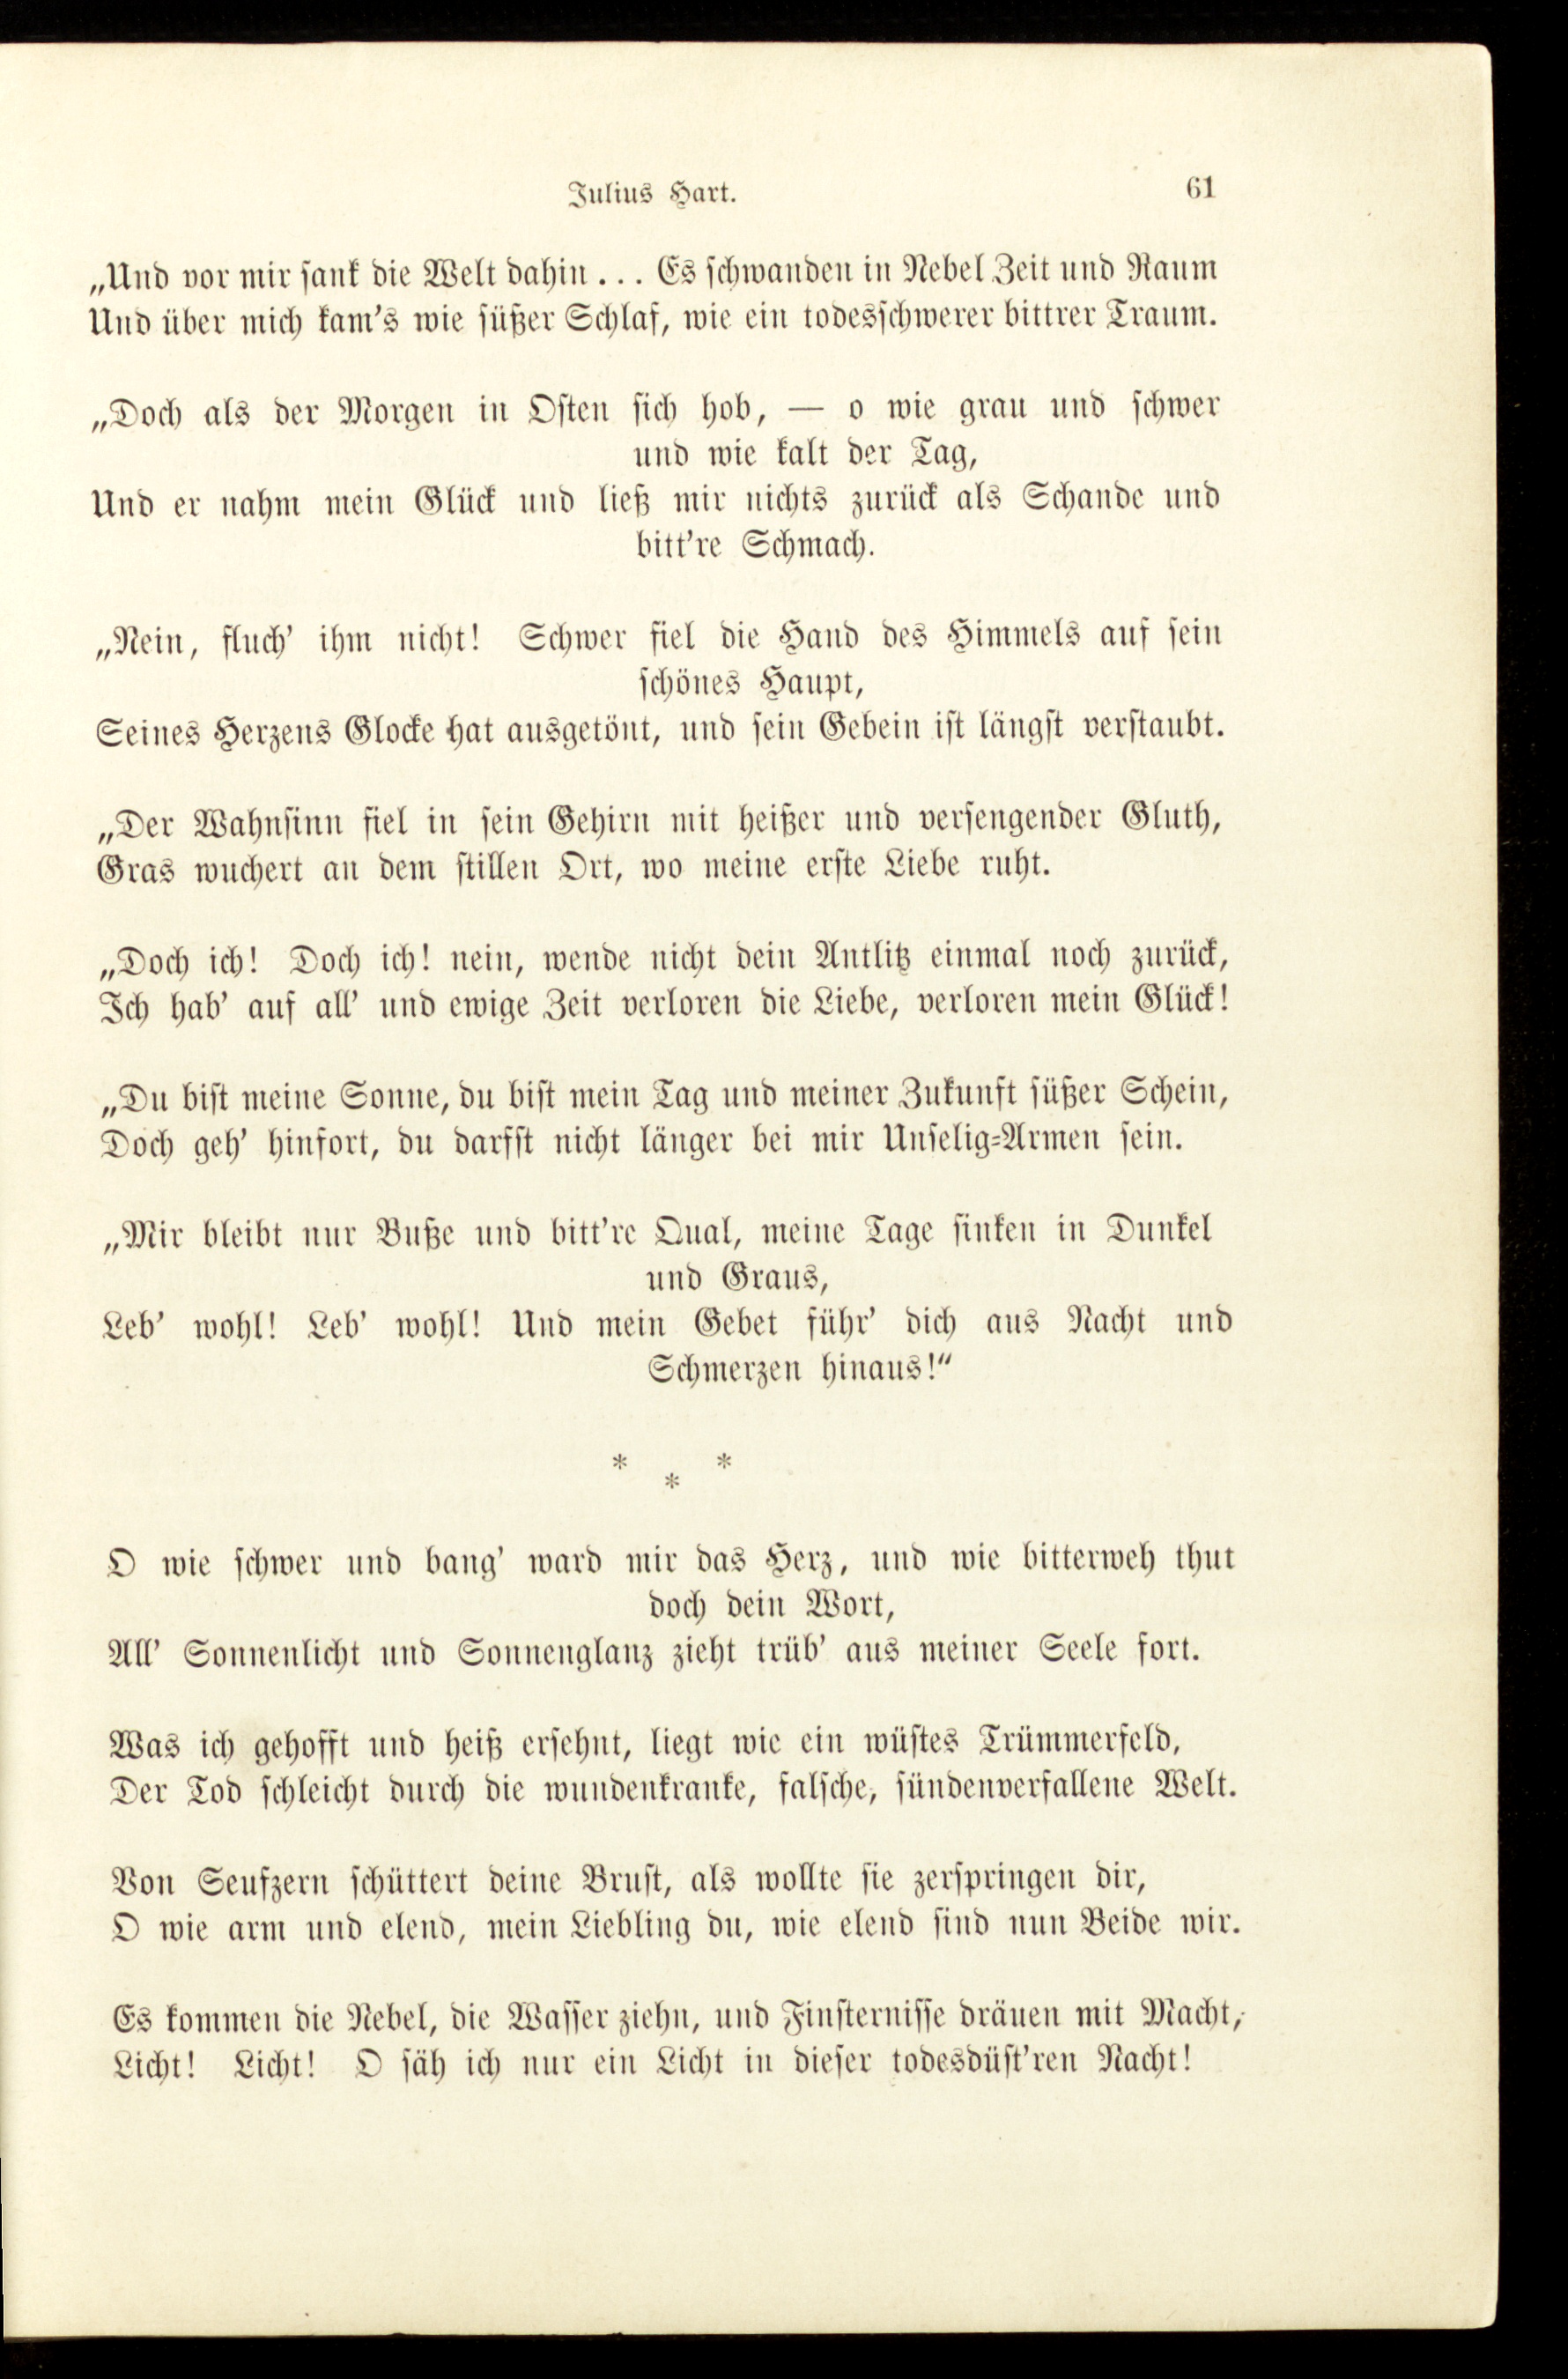 Julius Hart. 61
„Und vor mir sank die Welt dahin... Es schwanden in Nebel Zeit und Raum
Und über mich kam's wie süßer Schlaf, wie ein todesschwerer bittrer Traum.
„Doch als der Morgen in Osten sich hob, — o wie grau und schwer
und wie kalt der Tag,
Und er nahm mein Glück und ließ mir nichts zurück als Schande und
bitt're Schmach.
„Nein, fluch' ihm nicht! Schwer fiel die Hand des Himmels auf sein
schönes Haupt,
Seines Herzens Glocke hat ausgetönt, und sein Gebein ist längst verstaubt.
„Der Wahnsinn fiel in sein Gehirn mit heißer und versengender Gluth,
Gras wuchert an dem stillen Ort, wo meine erste Liebe ruht.
„Doch ich! Doch ich! nein, wende nicht dein Antlitz einmal noch zurück,
Ich hab' auf all' und ewige Zeit verloren die Liebe, verloren mein Glück!
„Du bist meine Sonne, du bist mein Tag und meiner Zukunft süßer Schein,
Doch geh' hinfort, du darfst nicht länger bei mir Unselig-Armen sein.
„Mir bleibt nur Buße und bitt're Qual, meine Tage sinken in Dunkel
und Graus,
Leb' wohl! Leb' wohl! Und mein Gebet führ' dich aus Nacht und
Schmerzen hinaus!“
* * *
O wie schwer und bang' ward mir das Herz, und wie bitterweh thut
doch dein Wort,
All' Sonnenlicht und Sonnenglanz zieht trüb' aus meiner Seele fort.
Was ich gehofft und heiß ersehnt, liegt wie ein wüstes Trümmerfeld,
Der Tod schleicht durch die wundenkranke, falsche, sündenverfallene Welt.
Von Seufzern schüttert deine Brust, als wollte sie zerspringen dir,
O wie arm und elend, mein Liebling du, wie elend sind nun Beide wir.
Es kommen die Nebel, die Wasser ziehn, und Finsternisse dräuen mit Macht,
Licht! Licht! O säh ich nur ein Licht in dieser todesdüst'ren Nacht!